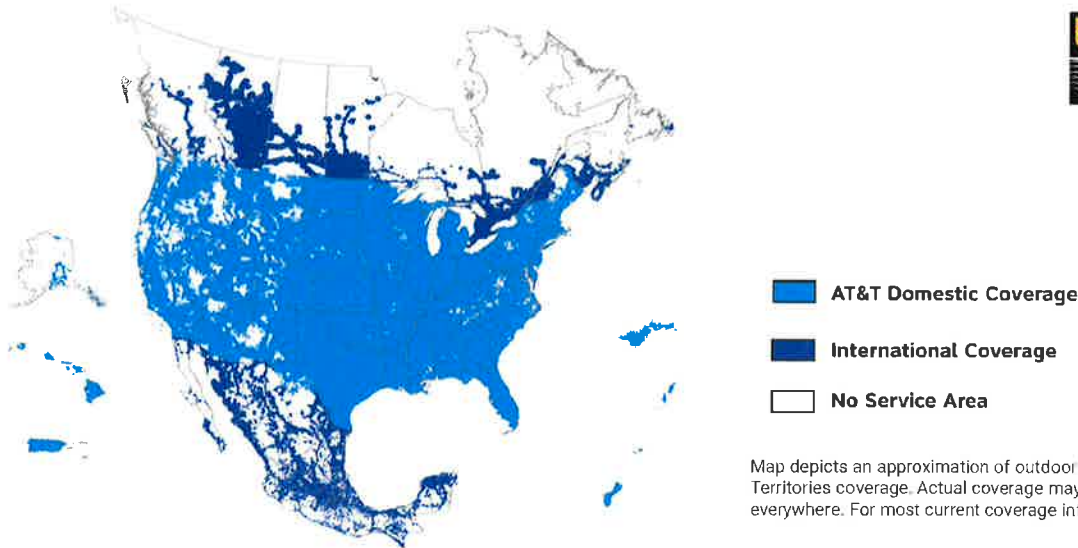 AT&T Domestic Coverage
International Coverage
No Service Area
Map depicts an approximation of outdoor
Territories coverage. Actual coverage may
everywhere. For most current coverage in